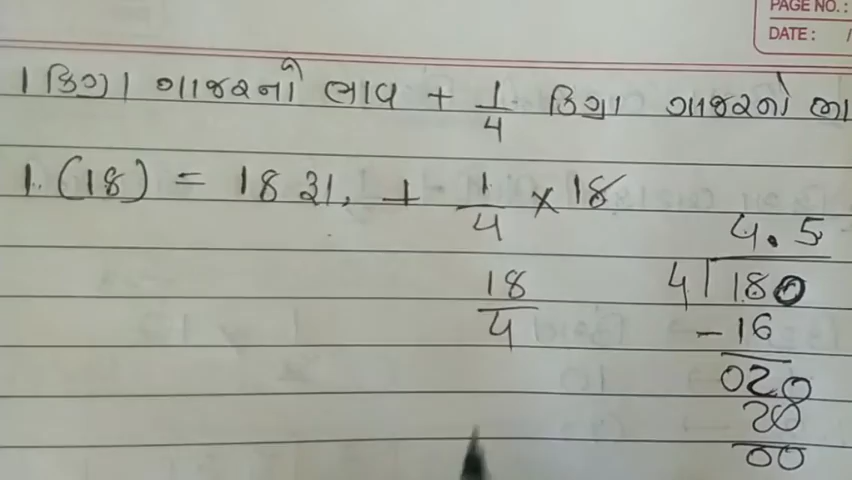 PAGE NO.:
DATE: /
1 કિગ્રા ગાજરનો ભાવ + 1/4 કિગ્રા ગાજરનો ભા
1. (18) = 18 રૂા. + 1/4 × 18
4.5
18/4 4 180
- 16
020
20
00